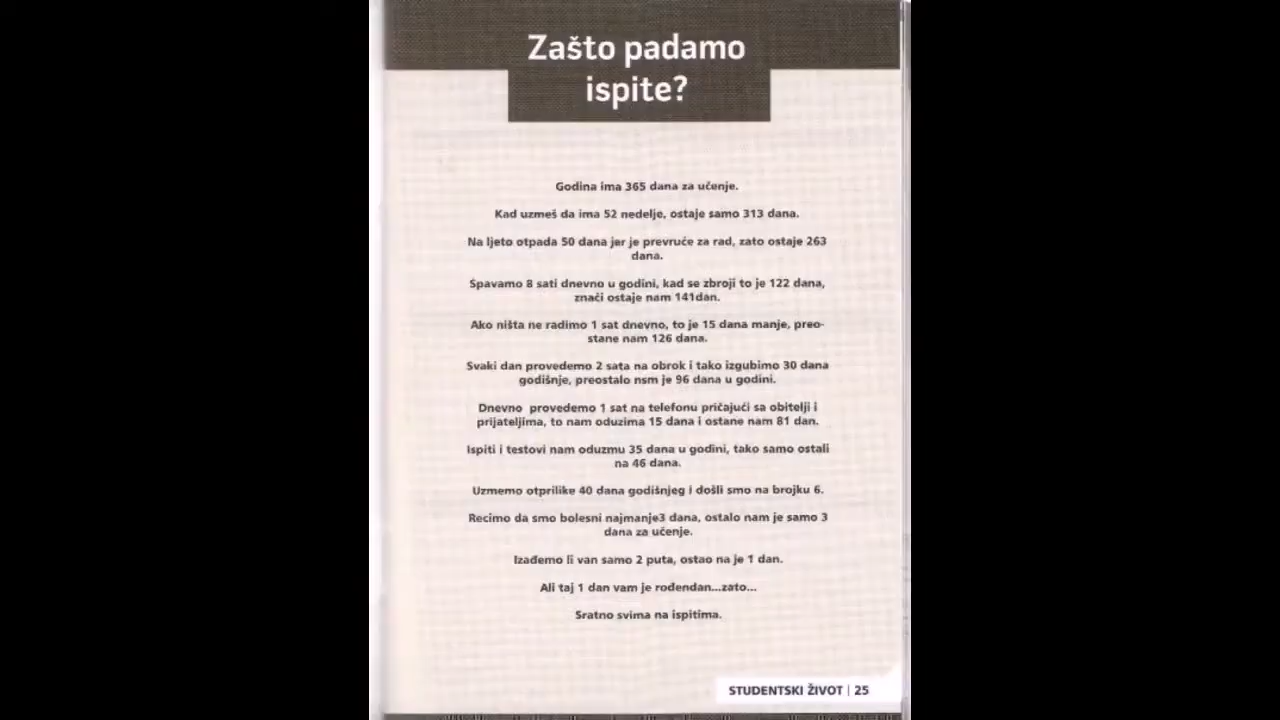 Zašto padamo
ispite?
Godina ima 365 dana za učenje.
Kad uzmeš da ima 52 nedelje, ostaje samo 313 dana.
Na ljeto otpada 50 dana jer je prevruće za rad, zato ostaje 263
dana.
Spavamo 8 sati dnevno u godini, kad se zbroji to je 122 dana,
znači ostaje nam 141dan.
Ako ništa ne radimo 1 sat dnevno, to je 15 dana manje, preo-
stane nam 126 dana.
Svaki dan provedemo 2 sata na obrok i tako izgubimo 30 dana
godišnje, preostalo nsm je 96 dana u godini.
Dnevno provedemo 1 sat na telefonu pričajući sa obitelji i
prijateljima, to nam oduzima 15 dana i ostane nam 81 dan.
Ispiti i testovi nam oduzmu 35 dana u godini, tako samo ostali
na 46 dana.
Uzmemo otprilike 40 dana godišnjeg i došli smo na brojku 6.
Recimo da smo bolesni najmanje3 dana, ostalo nam je samo 3
dana za učenje.
Izađemo li van samo 2 puta, ostao na je 1 dan.
Ali taj 1 dan vam je rođendan...zato...
Sratno svima na ispitima.
STUDENTSKI ŽIVOT | 25